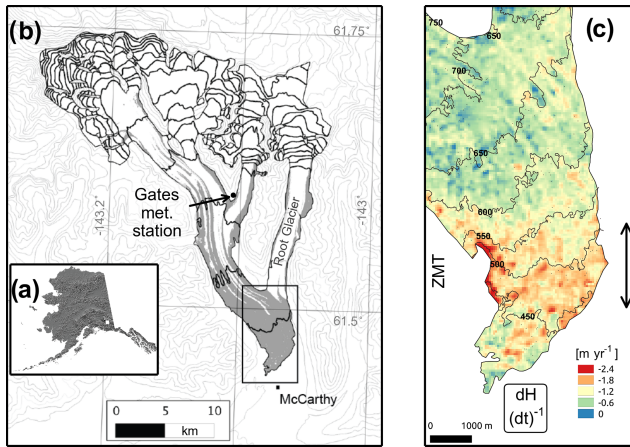 (b)
61.75°
-143.2°
-143°
Gates
met.
station
Root Glacier
(a)
61.5°
McCarthy
0 5 10
km
(c)
750
650
700
650
600
550
500
450
ZMT
[m yr⁻¹]
-2.4
-1.8
-1.2
-0.6
0
dH
(dt)⁻¹
0 1000 m